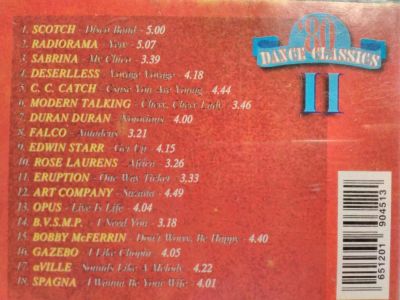 1. SCOTCH - Disco Band - 5.00
2. RADIORAMA - Yeti - 5.07
3. SABRINA - My Chico - 3.39
4. DESERLLESS - Voyage Voyage - 4.18
5. C. C. CATCH - Cause You Are Young - 4.44
6. MODERN TALKING - Cheri, Cheri Lady - 3.46
7. DURAN DURAN - Notorious - 4.00
8. FALCO - Amadeus - 3.21
9. EDWIN STARR - Get Up - 4.15
10. ROSE LAURENS - Africa - 3.26
11. ERUPTION - One Way Ticket - 3.33
12. ART COMPANY - Susana - 4.49
13. OPUS - Live Is Life - 4.04
14. B.V.S.M.P. - I Need You - 3.18
15. BOBBY McFERRIN - Don't Worry, Be Happy - 4.40
16. GAZEBO - I Like Chopin - 4.35
17. aVILLE - Sounds Like A Melody - 4.22
18. SPAGNA - I Wanna Be Your Wife - 4.01
80
DANCE CLASSICS
II
651201 904513